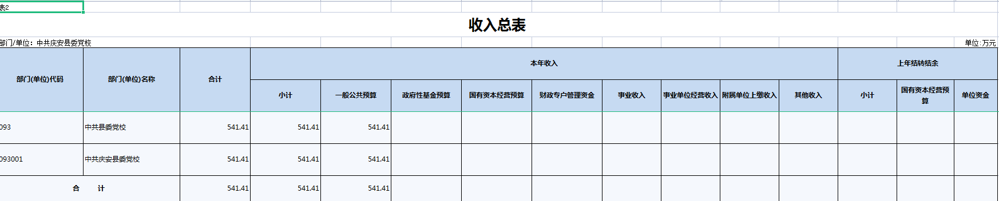 表2
收入总表
部门/单位：中共庆安县委党校 单位:万元
部门(单位)代码 部门(单位)名称 合计 本年收入 上年结转结余
小计 一般公共预算 政府性基金预算 国有资本经营预算 财政专户管理资金 事业收入 事业单位经营收入 附属单位上缴收入 其他收入 小计 国有资本经营预
算 单位资金
093 中共县委党校 541.41 541.41 541.41
093001 中共庆安县委党校 541.41 541.41 541.41
合 计 541.41 541.41 541.41